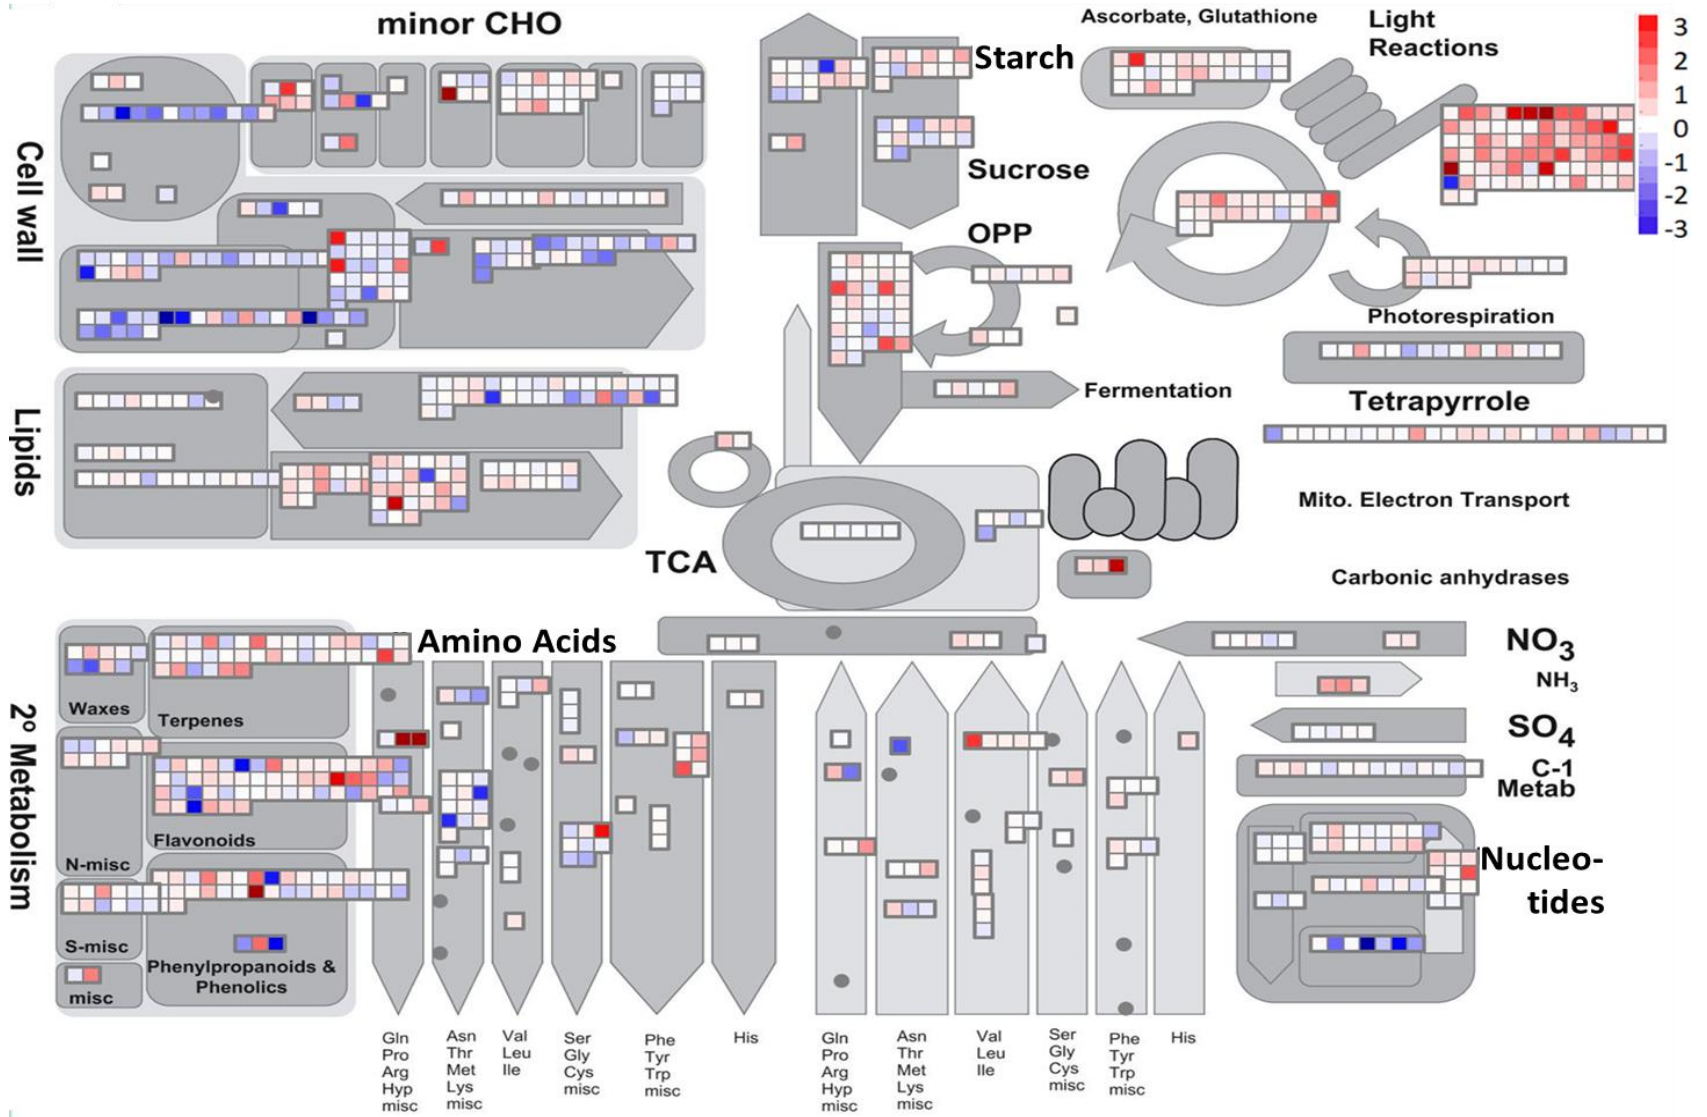 minor CHO
Ascorbate, Glutathione
Light
Reactions
3
2
1
0
-1
-2
-3
Starch
Sucrose
Cell wall
OPP
Photorespiration
Fermentation
Tetrapyrrole
Lipids
Mito. Electron Transport
TCA
Carbonic anhydrases
Amino Acids
NO3
NH3
SO4
C-1
Metab
2º Metabolism
Waxes
Terpenes
N-misc
Flavonoids
S-misc
misc
Phenylpropanoids &
Phenolics
Nucleo-
tides
Gln
Pro
Arg
Hyp
misc
Asn
Thr
Met
Lys
misc
Val
Leu
Ile
Ser
Gly
Cys
misc
Phe
Tyr
Trp
misc
His
Gln
Pro
Arg
Hyp
misc
Asn
Thr
Met
Lys
misc
Val
Leu
Ile
Ser
Gly
Cys
misc
Phe
Tyr
Trp
misc
His